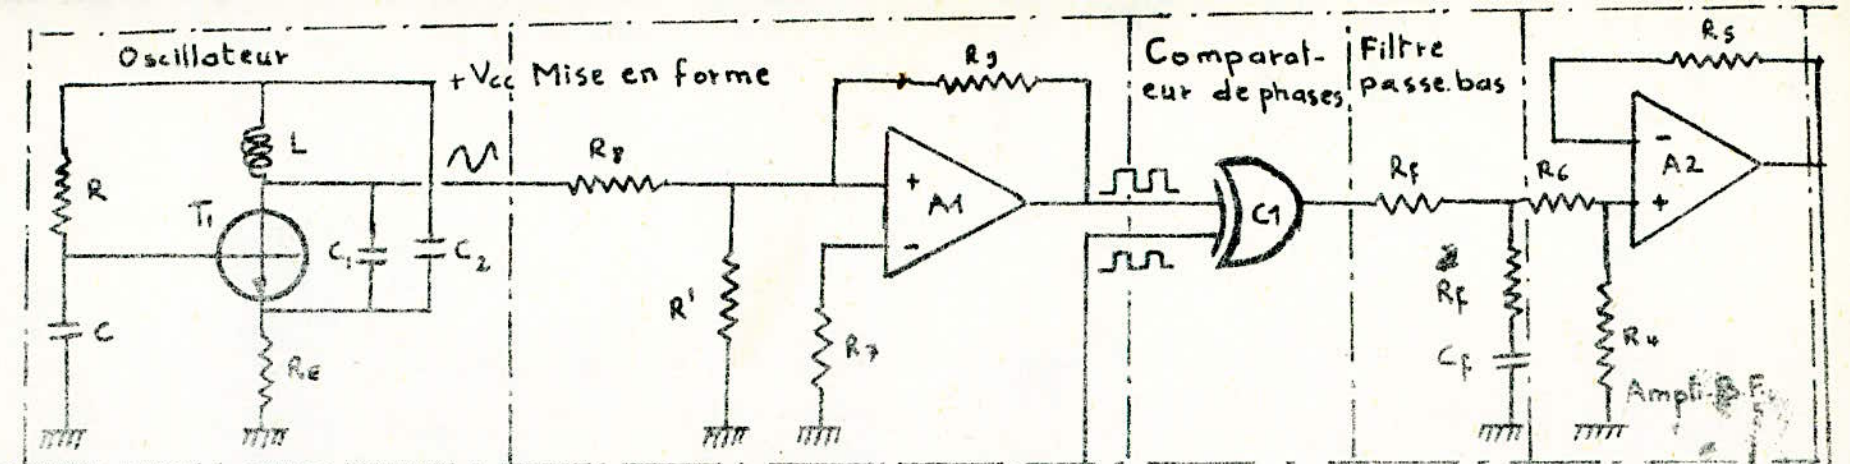 Oscillateur
+Vcc
Mise en forme
Comparat-
eur de phases
Filtre
passe.bas
R
L
T1
C1
C2
C
RE
R8
R9
R'
R7
+
A1
-
C1
Rf
Rf
Cf
R6
R4
R5
-
A2
+